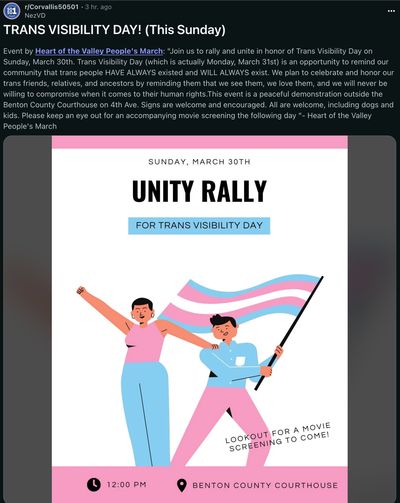 r/Corvallis50501 • 3 hr. ago
NezVD
TRANS VISIBILITY DAY! (This Sunday)
Event by Heart of the Valley People's March: "Join us to rally and unite in honor of Trans Visibility Day on
Sunday, March 30th. Trans Visibility Day (which is actually Monday, March 31st) is an opportunity to remind our
community that trans people HAVE ALWAYS existed and WILL ALWAYS exist. We plan to celebrate and honor our
trans friends, relatives, and ancestors by reminding them that we see them, we love them, and we will never be
willing to compromise when it comes to their human rights.This event is a peaceful demonstration outside the
Benton County Courthouse on 4th Ave. Signs are welcome and encouraged. All are welcome, including dogs and
kids. Please keep an eye out for an accompanying movie screening the following day "- Heart of the Valley
People's March
SUNDAY, MARCH 30TH
UNITY RALLY
FOR TRANS VISIBILITY DAY
LOOKOUT FOR A MOVIE
SCREENING TO COME!
12:00 PM
BENTON COUNTY COURTHOUSE